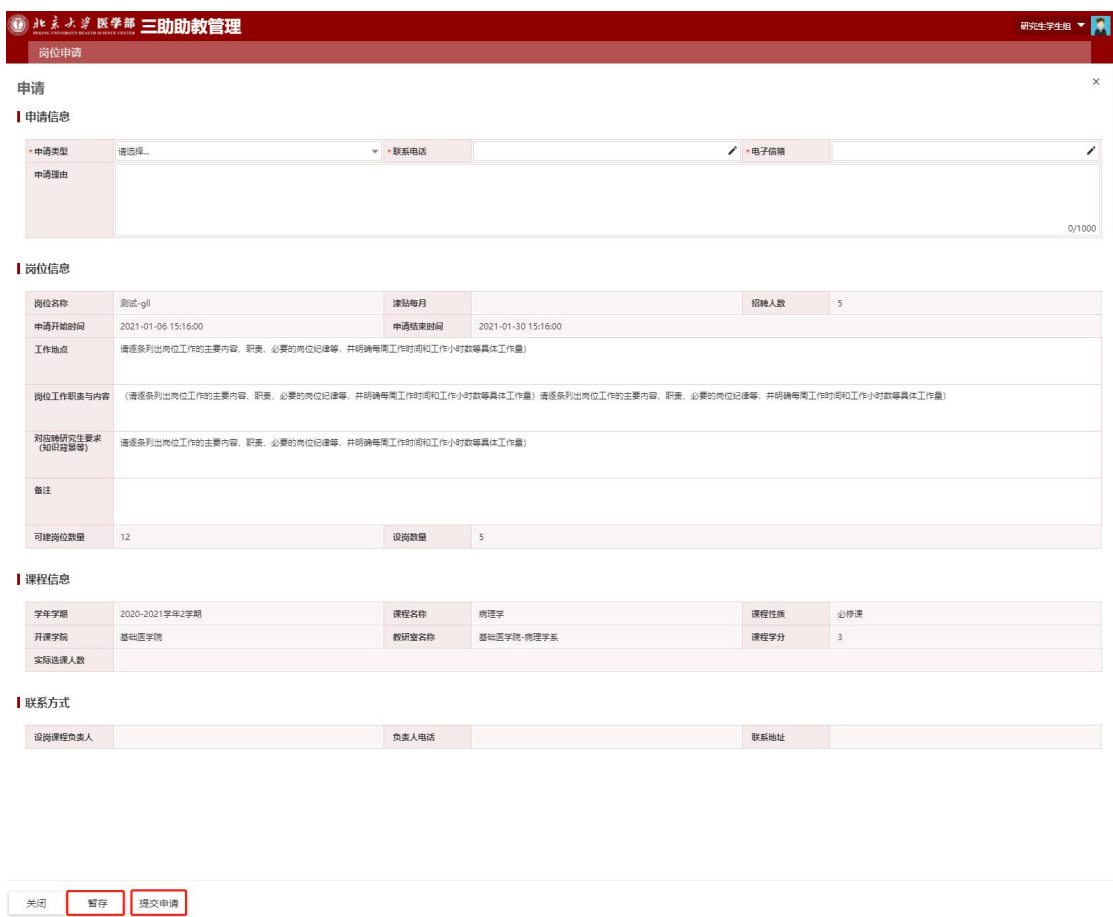 北京大学 医学部 三助助教管理 研究生学生组
PEKING UNIVERSITY HEALTH SCIENCE CENTER
岗位申请
申请 ×
申请信息
*申请类型 请选择... *联系电话 *电子信箱
申请理由
0/1000
岗位信息
岗位名称 测试-gll 津贴每月 招聘人数 5
申请开始时间 2021-01-06 15:16:00 申请结束时间 2021-01-30 15:16:00
工作地点 请逐条列出岗位工作的主要内容、职责、必要的岗位纪律等，并明确每周工作时间和工作小时数等具体工作量)
岗位工作职责与内容 （请逐条列出岗位工作的主要内容、职责、必要的岗位纪律等，并明确每周工作时间和工作小时数等具体工作量) 请逐条列出岗位工作的主要内容、职责、必要的岗位纪律等，并明确每周工作时间和工作小时数等具体工作量)
对应聘研究生要求
(知识背景等) 请逐条列出岗位工作的主要内容、职责、必要的岗位纪律等，并明确每周工作时间和工作小时数等具体工作量)
备注
可建岗位数量 12 设岗数量 5
课程信息
学年学期 2020-2021学年2学期 课程名称 病理学 课程性质 必修课
开课学院 基础医学院 教研室名称 基础医学院-病理学系 课程学分 3
实际选课人数
联系方式
设岗课程负责人 负责人电话 联系地址
关闭 暂存 提交申请